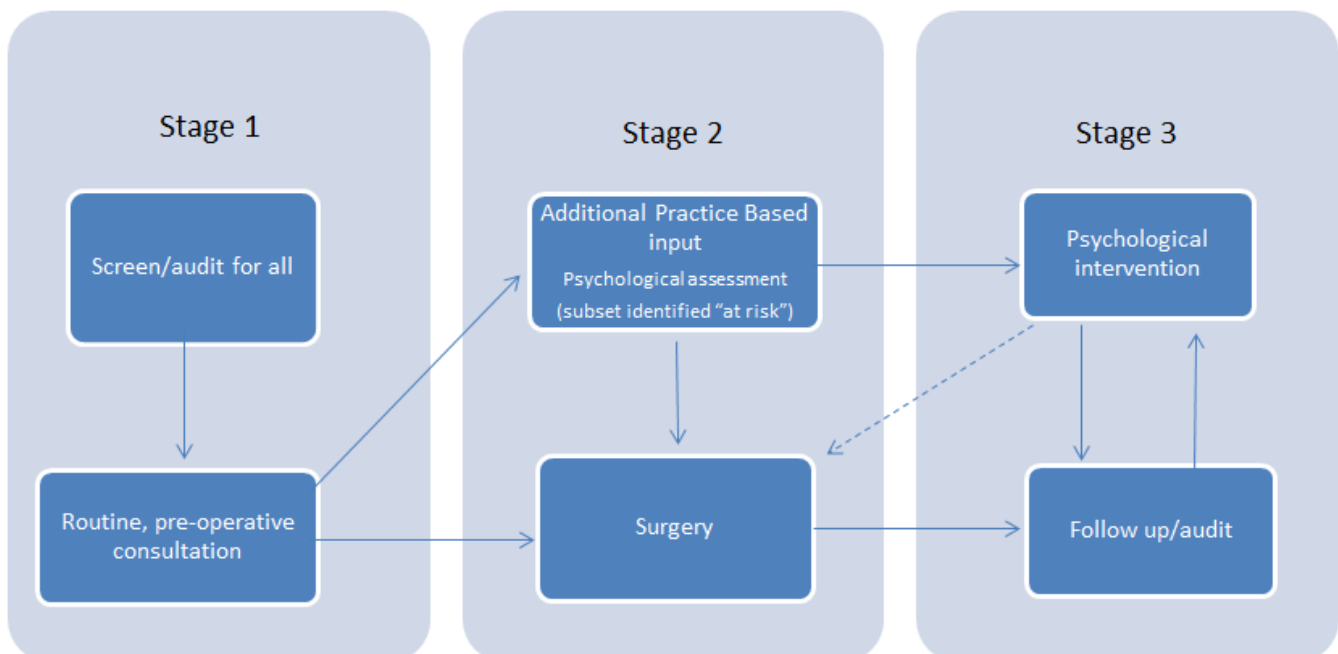 Stage 1
Screen/audit for all
Routine, pre-operative
consultation
Stage 2
Additional Practice Based
input
Psychological assessment
(subset identified “at risk”)
Surgery
Stage 3
Psychological
intervention
Follow up/audit